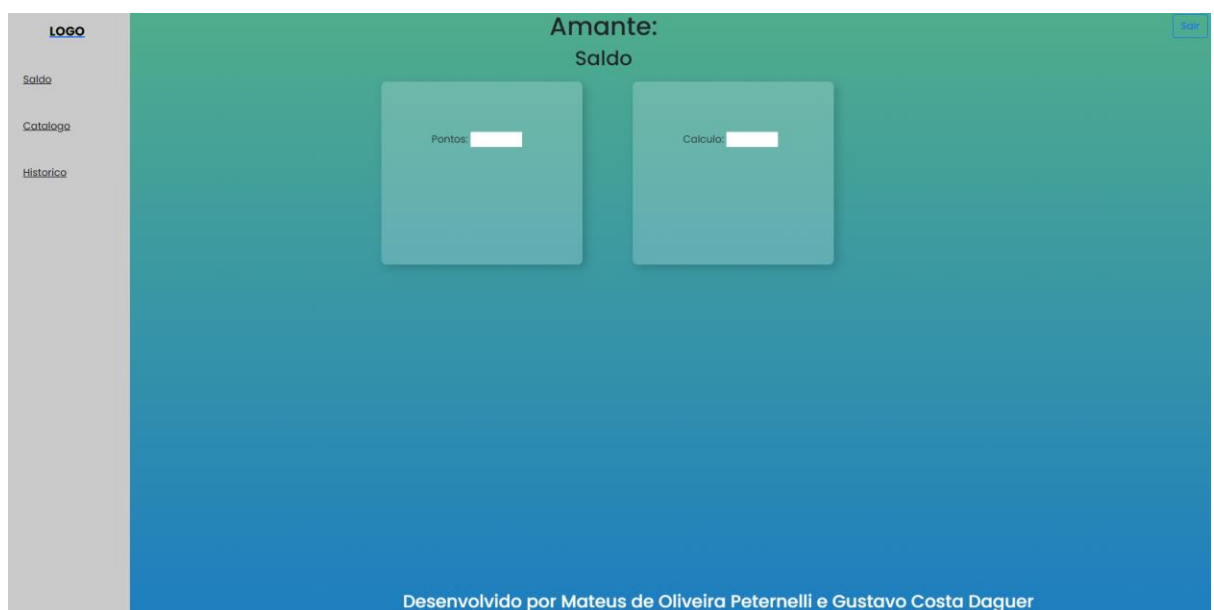 LOGO
Saldo
Catalogo
Historico
Amante:
Saldo
Sair
Pontos:
Calculo:
Desenvolvido por Mateus de Oliveira Peternelli e Gustavo Costa Daguer